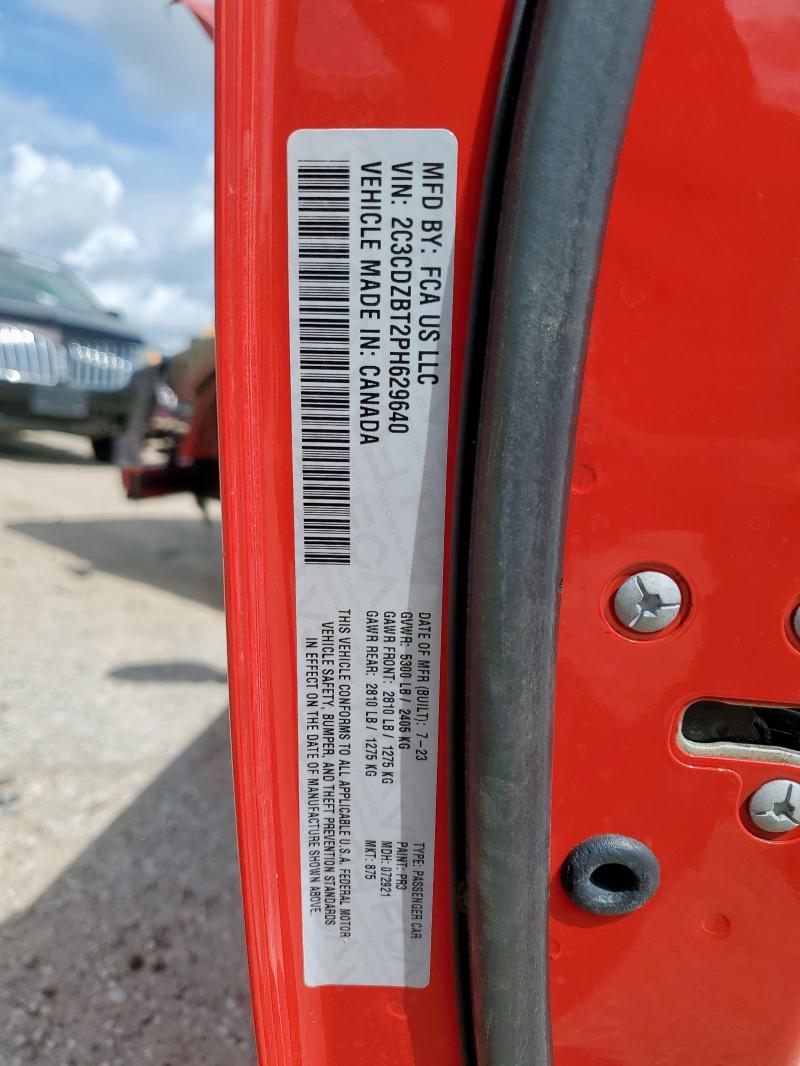 MFD BY: FCA US LLC
VIN: 2C3CDZBT2PH629640
VEHICLE MADE IN: CANADA
DATE OF MFR (BUILT): 7-23
GVWR: 5300 LB / 2405 KG
GAWR FRONT: 2810 LB / 1275 KG
GAWR REAR: 2810 LB / 1275 KG
TYPE: PASSENGER CAR
PAINT: PR3
MDH: 072921
MKT: 875
THIS VEHICLE CONFORMS TO ALL APPLICABLE U.S.A. FEDERAL MOTOR
VEHICLE SAFETY, BUMPER, AND THEFT PREVENTION STANDARDS
IN EFFECT ON THE DATE OF MANUFACTURE SHOWN ABOVE.